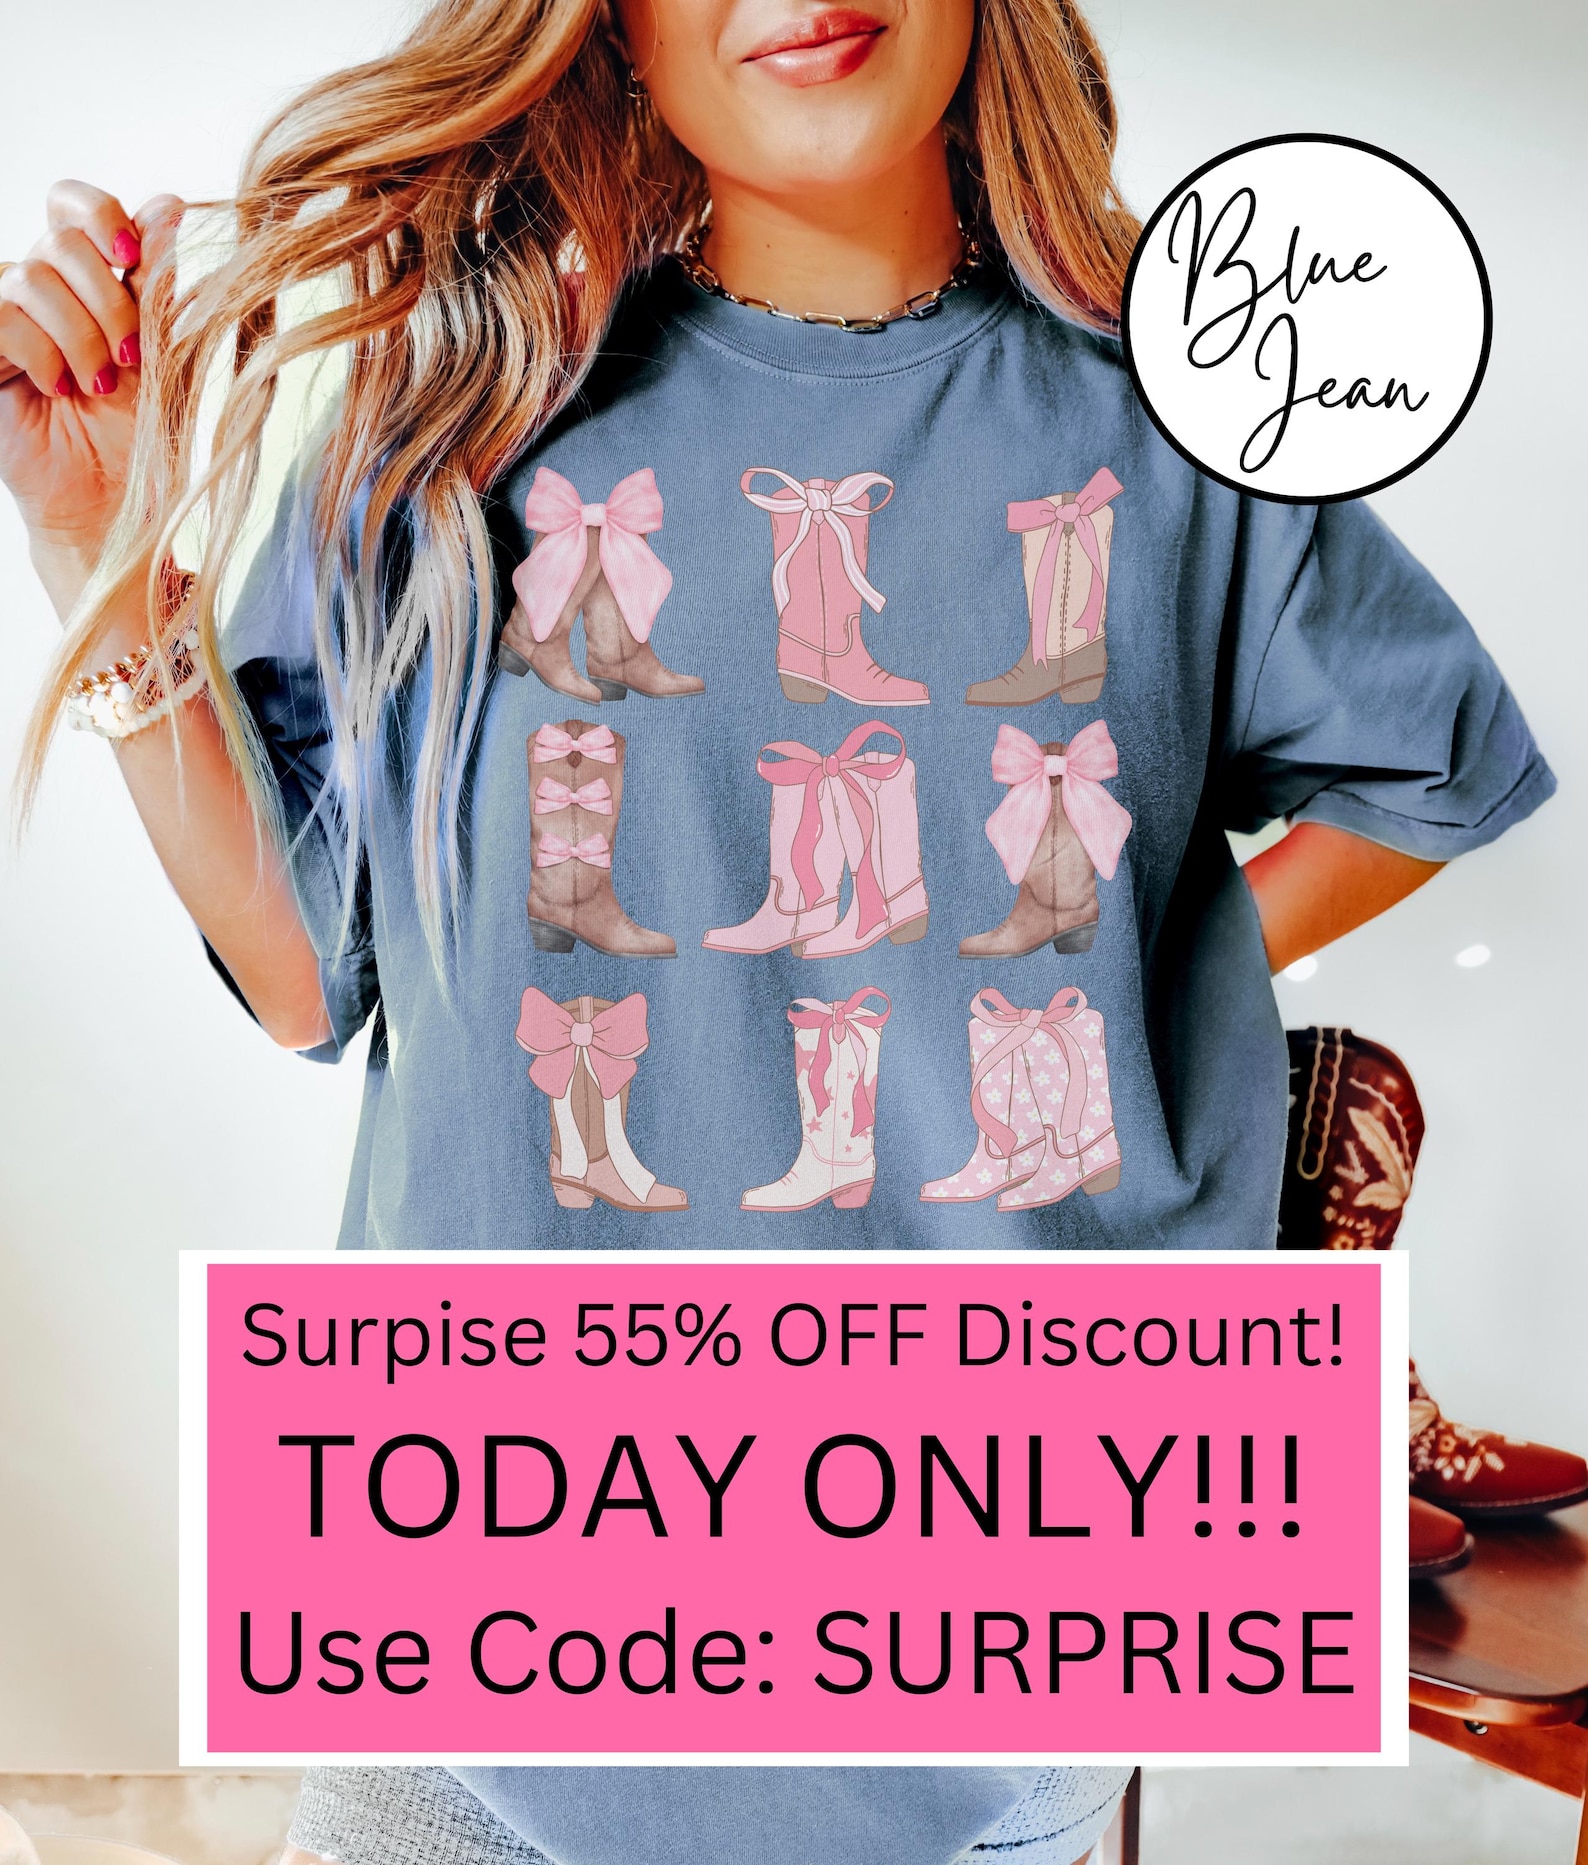 Blue
Jean
Surpise 55% OFF Discount!
TODAY ONLY!!!
Use Code: SURPRISE